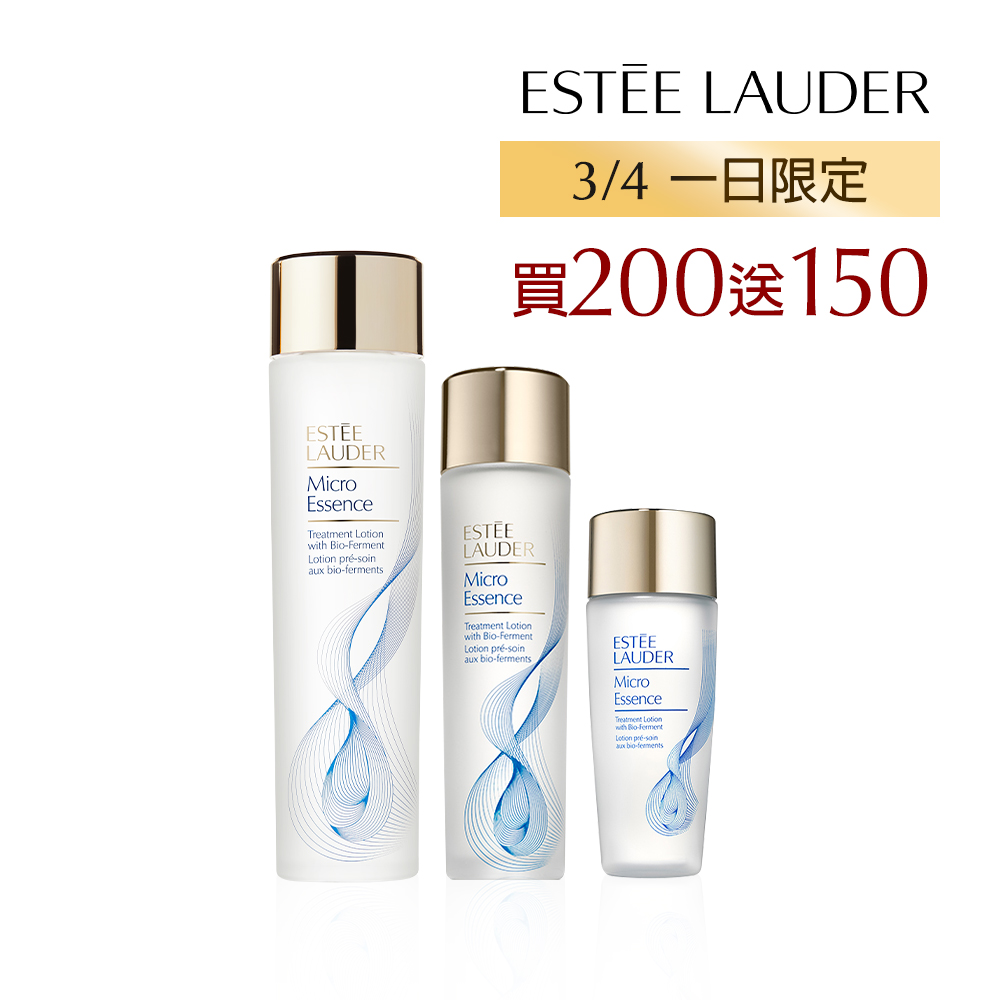 ESTĒE LAUDER
3/4 一日限定
買200送150
ESTĒE
LAUDER
Micro
Essence
Treatment Lotion
with Bio-Ferment
Lotion pré-soin
aux bio-ferments
ESTĒE
LAUDER
Micro
Essence
Treatment Lotion
with Bio-Ferment
Lotion pré-soin
aux bio-ferments
ESTĒE
LAUDER
Micro
Essence
Treatment Lotion
with Bio-Ferment
Lotion pré-soin
aux bio-ferments